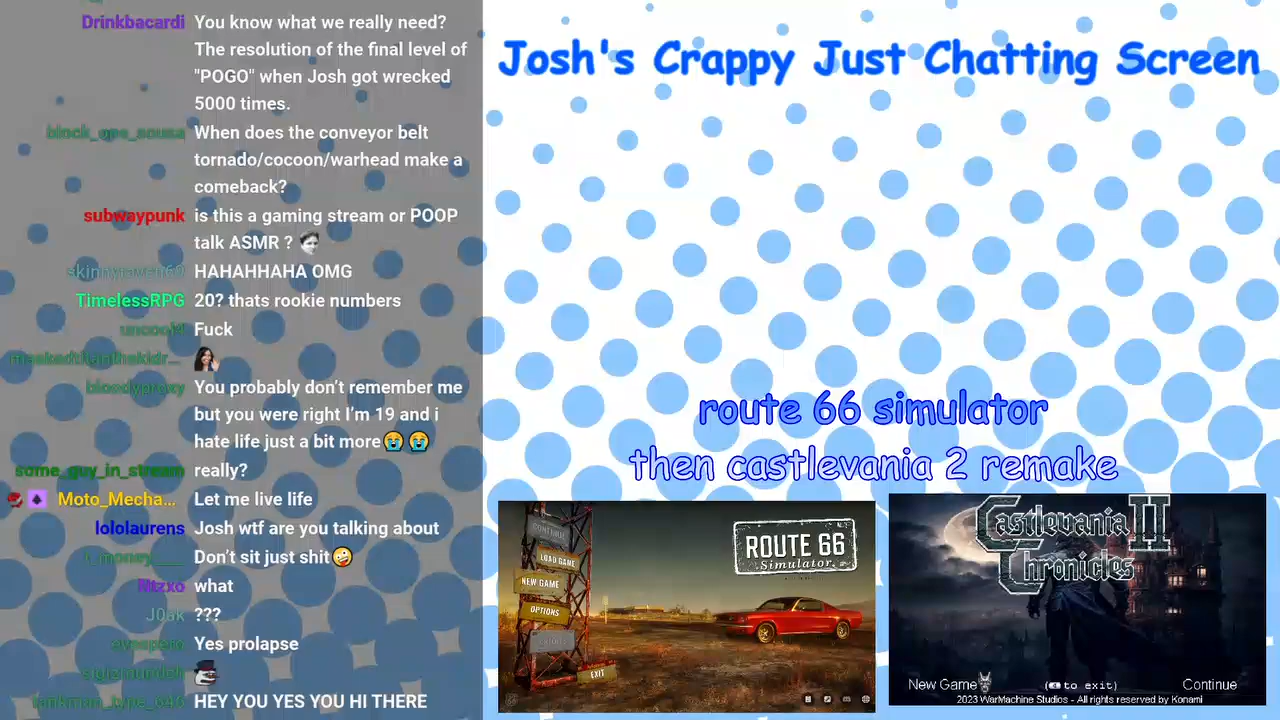 Drinkbacardi You know what we really need?
The resolution of the final level of
"POGO" when Josh got wrecked
5000 times.
block_ops_sousa When does the conveyor belt
tornado/cocoon/warhead make a
comeback?
subwaypunk is this a gaming stream or POOP
talk ASMR ?
HAHAHHAHA OMG
TimelessRPG 20? thats rookie numbers
Fuck
bloodyproxy You probably don't remember me
but you were right I'm 19 and i
hate life just a bit more😭😭
some_guy_in_stream really?
Moto_Mecha... Let me live life
lololaurens Josh wtf are you talking about
Don't sit just shit🤪
Ntzxo what
J0ak ???
Yes prolapse
HEY YOU YES YOU HI THERE
Josh's Crappy Just Chatting Screen
route 66 simulator
then castlevania 2 remake
CONTINUE
LOAD GAME
NEW GAME
OPTIONS
EXIT
ROUTE 66
Simulator
Castlevania II
Chronicles
New Game
( to exit)
Continue
2023 WarMachine Studios - All rights reserved by Konami